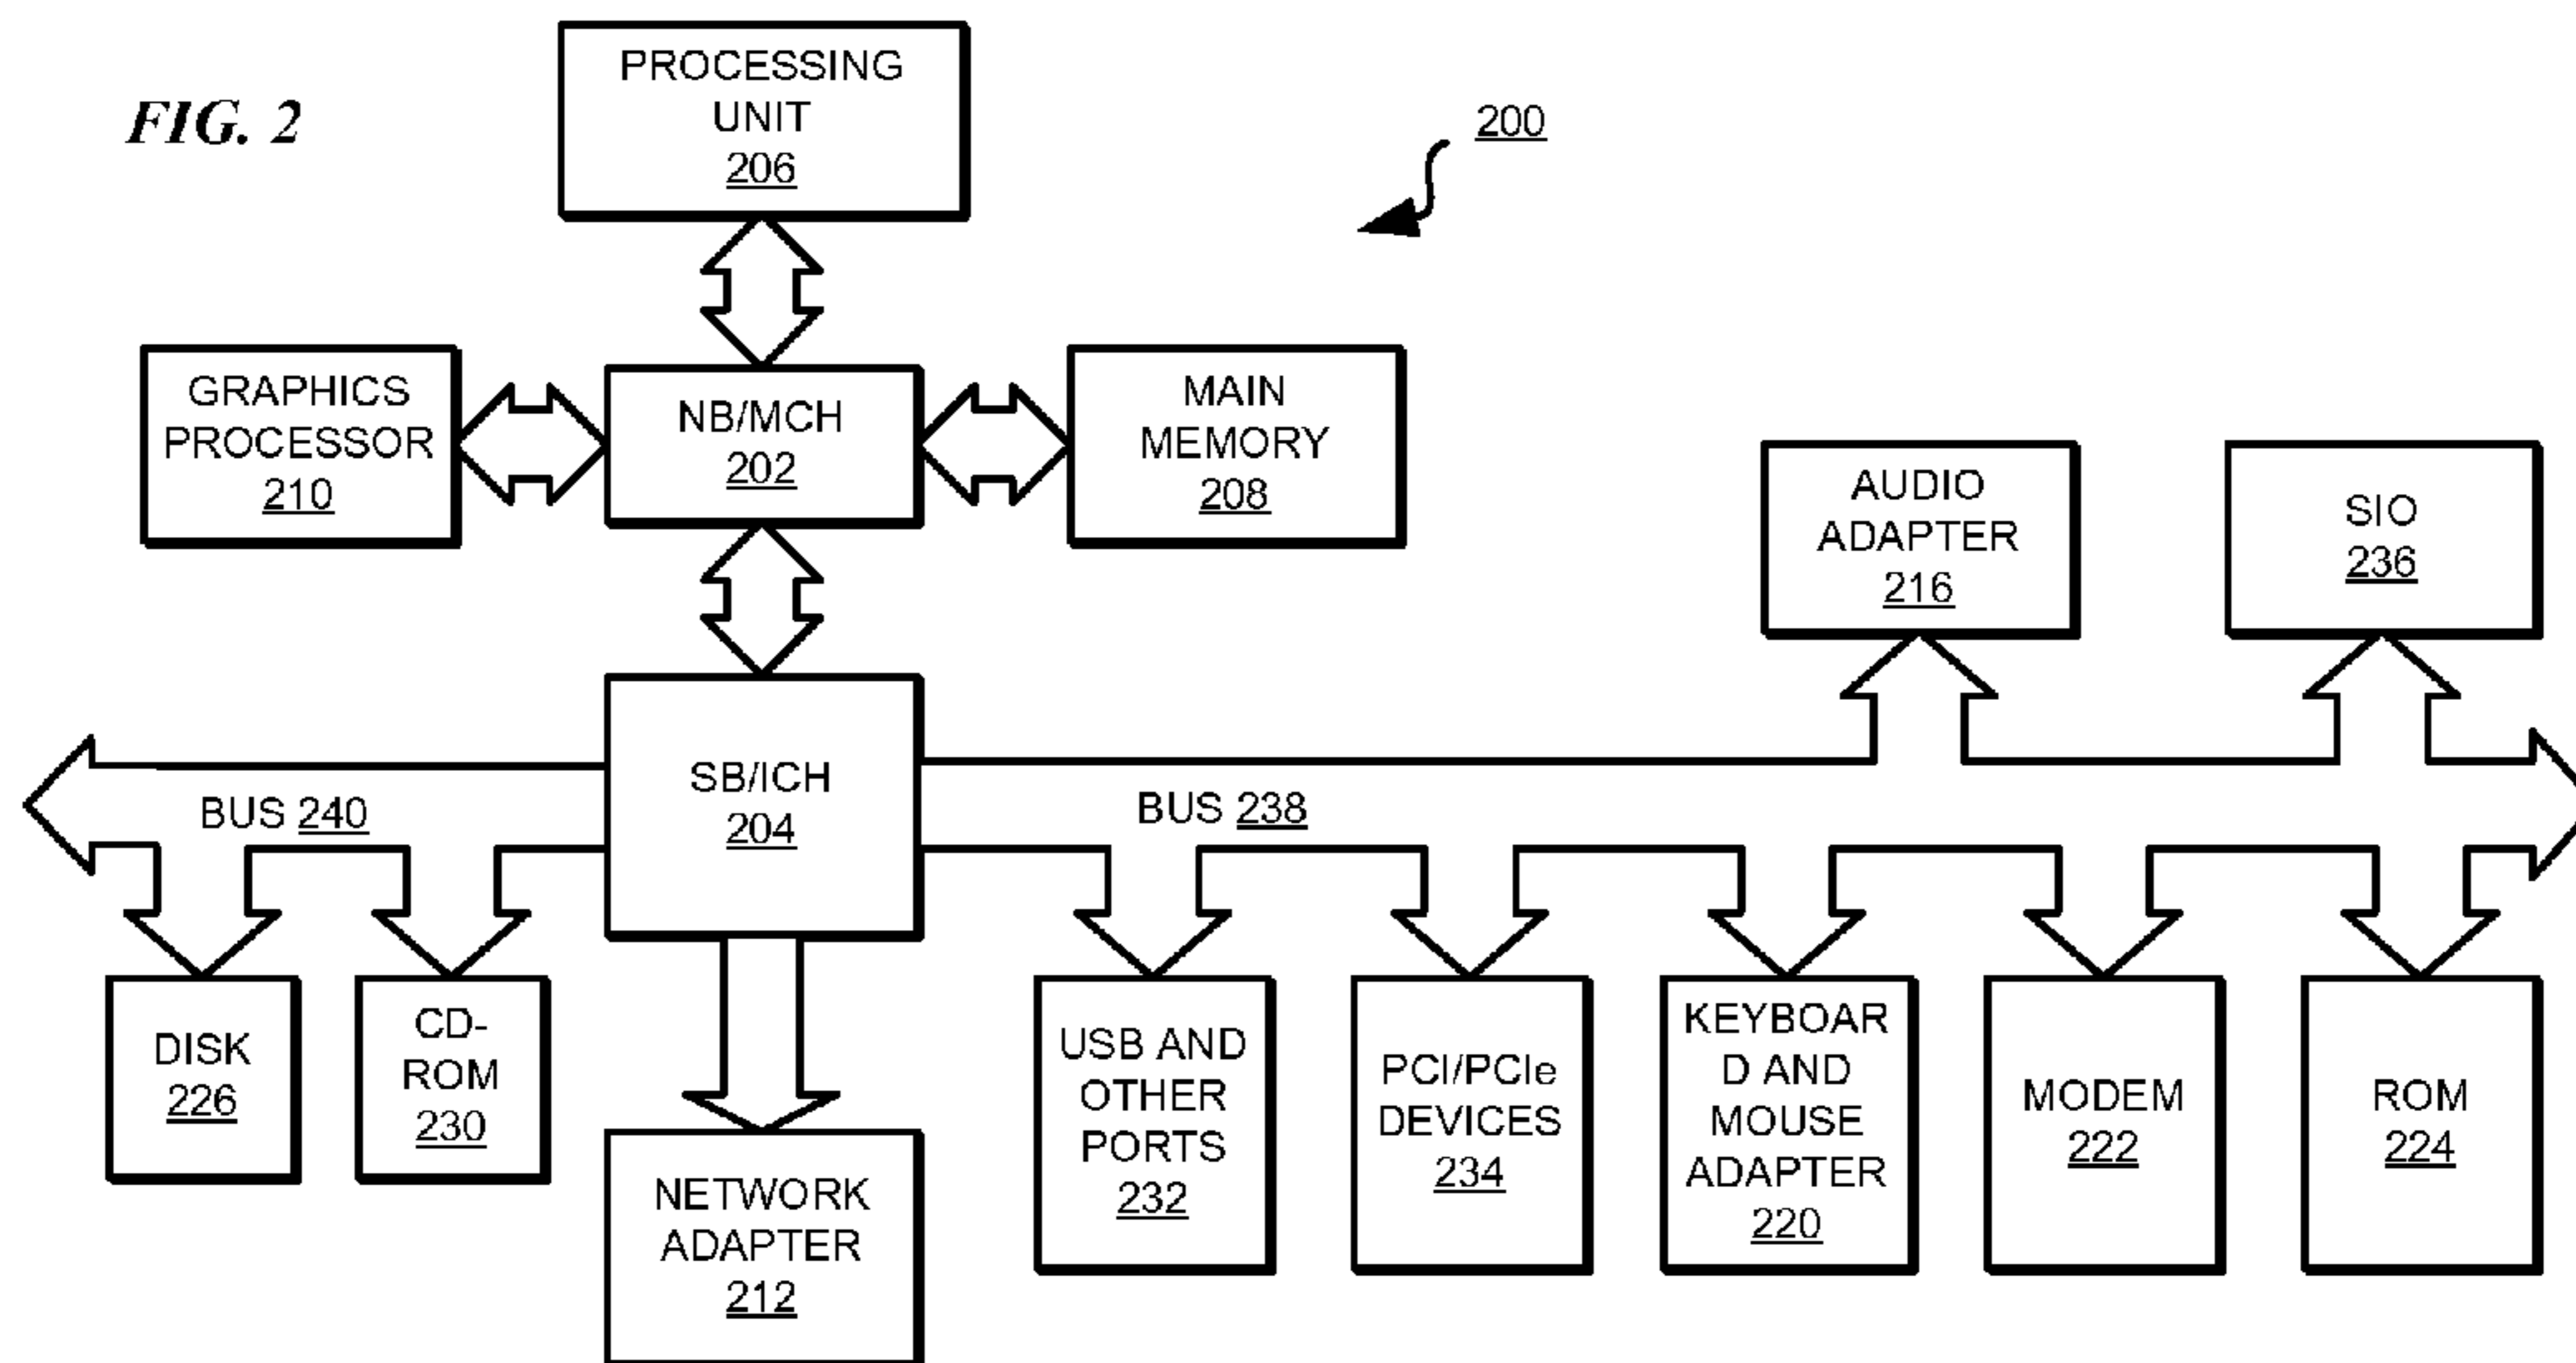 FIG. 2
PROCESSING
UNIT
206
200
GRAPHICS
PROCESSOR
210
NB/MCH
202
MAIN
MEMORY
208
AUDIO
ADAPTER
216
SIO
236
SB/ICH
204
BUS 240
BUS 238
DISK
226
CD-
ROM
230
NETWORK
ADAPTER
212
USB AND
OTHER
PORTS
232
PCI/PCIe
DEVICES
234
KEYBOAR
D AND
MOUSE
ADAPTER
220
MODEM
222
ROM
224